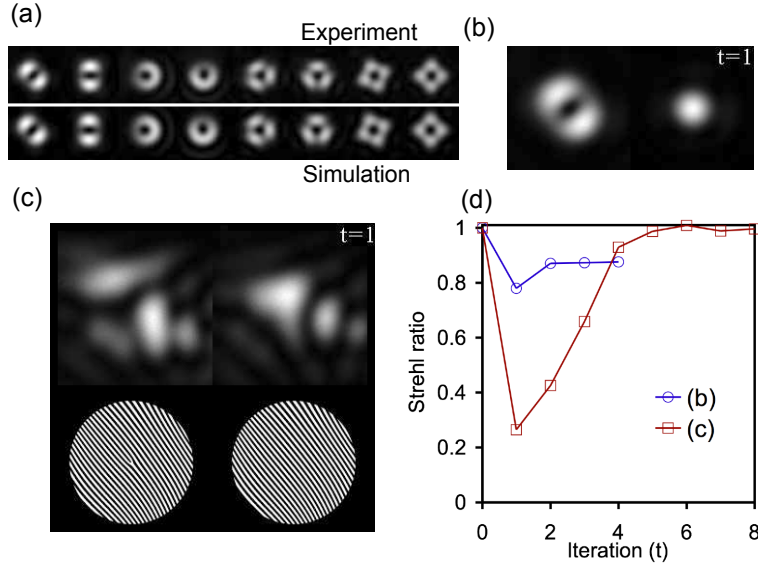 (a)
Experiment
Simulation
(b)
t=1
(c)
t=1
(d)
1
0.8
0.6
0.4
0.2
0
Strehl ratio
(b)
(c)
0 2 4 6 8
Iteration (t)